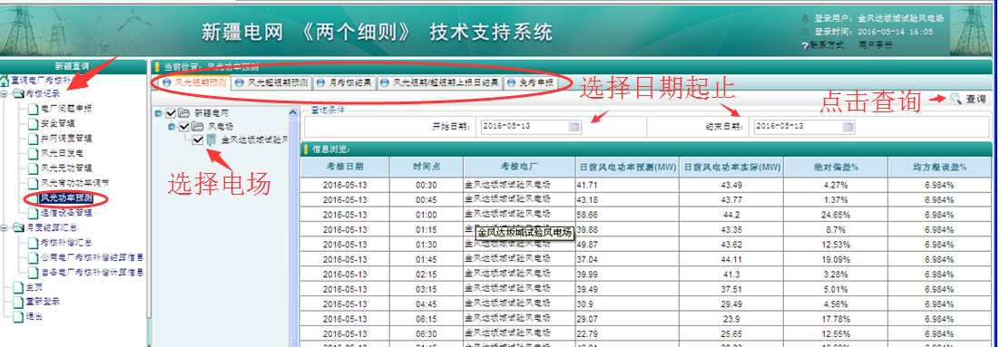 新疆电网 《两个细则》 技术支持系统
登录用户: 金风达坂城试验风电场
登录时间: 2016-05-14 16:05
?联系方式 用户手册
新疆查询
查询电厂考核补
考核记录
电厂问题申报
安全管理
并网调度管理
风光日发电
风光无功管理
风光有功功率调节
风光功率预测
通信设备管理
月度结算汇总
考核补偿汇总
公用电厂考核补偿结算信息
自备电厂考核补偿计算信息
主页
重新登录
退出
当前位置: 风光功率预测
风光短期预测 风光超短期预测 月考核结果 风光短期/超短期上报日结果 免考申报
选择日期起止
点击查询
查询
新疆电网
风电场
金风达坂城试验风
选择电场
查询条件
开始日期: 2016-05-13 结束日期: 2016-05-13
信息浏览:
考核日期 时间点 考核电厂 日前风电功率预测(MW) 日前风电功率实际(MW) 绝对偏差% 均方根误差%
2016-05-13 00:30 金风达坂城试验风电场 41.71 43.49 4.27% 6.984%
2016-05-13 00:45 金风达坂城试验风电场 43.18 43.77 1.37% 6.984%
2016-05-13 01:00 金风达坂城试验风电场 58.66 44.2 24.65% 6.984%
2016-05-13 01:15 39.88 43.35 8.7% 6.984%
金风达坂城试验风电场
2016-05-13 01:30 49.87 43.62 12.53% 6.984%
2016-05-13 01:45 金风达坂城试验风电场 37.04 44.11 19.09% 6.984%
2016-05-13 02:15 金风达坂城试验风电场 39.99 41.3 3.28% 6.984%
2016-05-13 03:15 金风达坂城试验风电场 39.49 37.51 5.01% 6.984%
2016-05-13 04:45 金风达坂城试验风电场 30.9 29.49 4.56% 6.984%
2016-05-13 06:15 金风达坂城试验风电场 29.07 23.9 17.78% 6.984%
2016-05-13 06:30 金风达坂城试验风电场 22.79 25.65 12.55% 6.984%